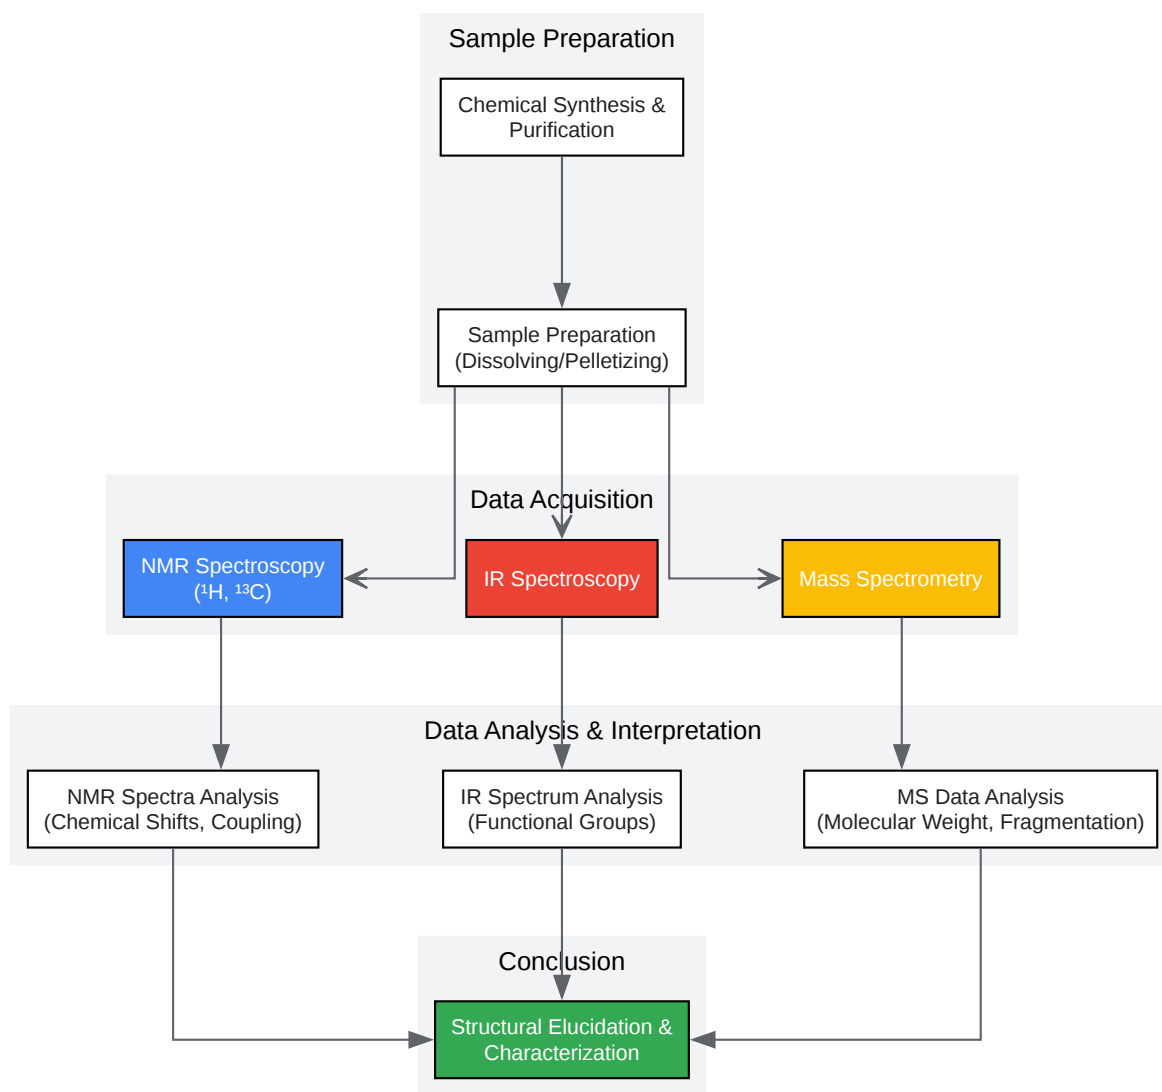 Sample Preparation
Chemical Synthesis &
Purification
Sample Preparation
(Dissolving/Pelletizing)
Data Acquisition
NMR Spectroscopy
(¹H, ¹³C)
IR Spectroscopy
Mass Spectrometry
Data Analysis & Interpretation
NMR Spectra Analysis
(Chemical Shifts, Coupling)
IR Spectrum Analysis
(Functional Groups)
MS Data Analysis
(Molecular Weight, Fragmentation)
Conclusion
Structural Elucidation &
Characterization